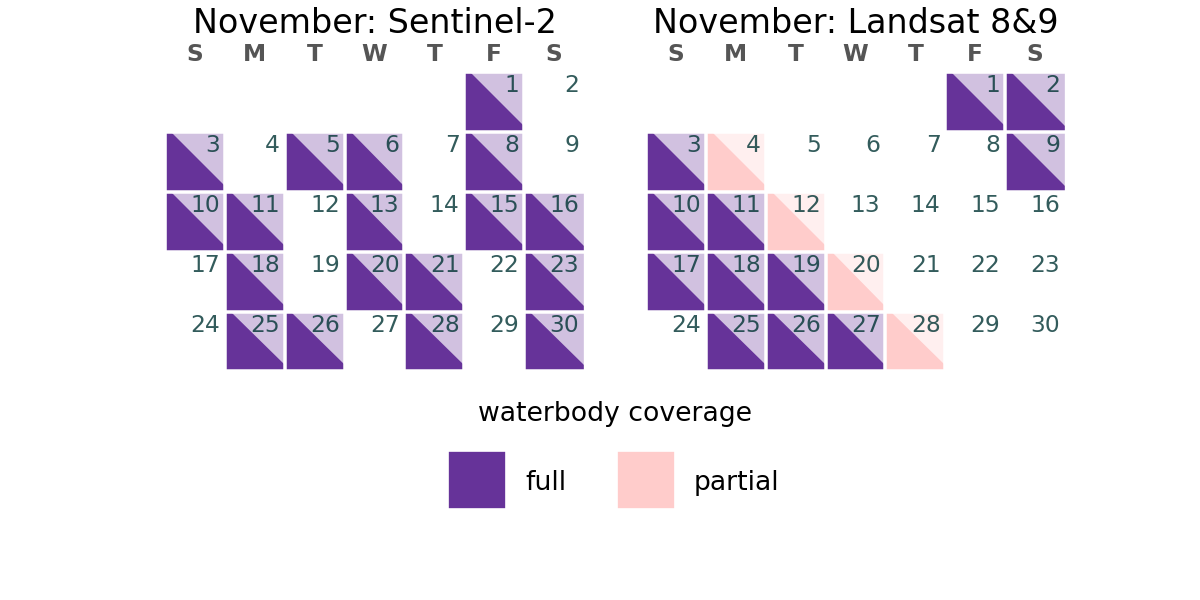 November: Sentinel-2
S M T W T F S
1 2
3 4 5 6 7 8 9
10 11 12 13 14 15 16
17 18 19 20 21 22 23
24 25 26 27 28 29 30
November: Landsat 8&9
S M T W T F S
1 2
3 4 5 6 7 8 9
10 11 12 13 14 15 16
17 18 19 20 21 22 23
24 25 26 27 28 29 30
waterbody coverage
full partial